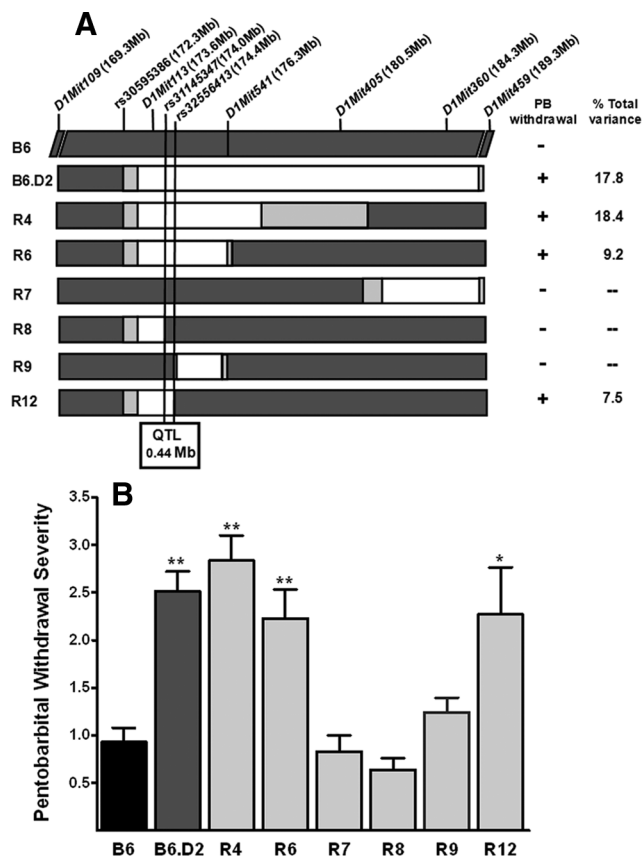 A
D1Mit109 (169.3Mb)
rs30595386 (172.3Mb)
D1Mit113 (173.6Mb)
rs31145347(174.0Mb)
rs32556413 (174.4Mb)
D1Mit541 (176.3Mb)
D1Mit405 (180.5Mb)
D1Mit360 (184.3Mb)
D1Mit459 (189.3Mb)
PB withdrawal
% Total variance
B6 -
B6.D2 + 17.8
R4 + 18.4
R6 + 9.2
R7 - --
R8 - --
R9 - --
R12 + 7.5
QTL
0.44 Mb
B
Pentobarbital Withdrawal Severity
3.5
3.0
2.5
2.0
1.5
1.0
0.5
** ** ** *
B6 B6.D2 R4 R6 R7 R8 R9 R12